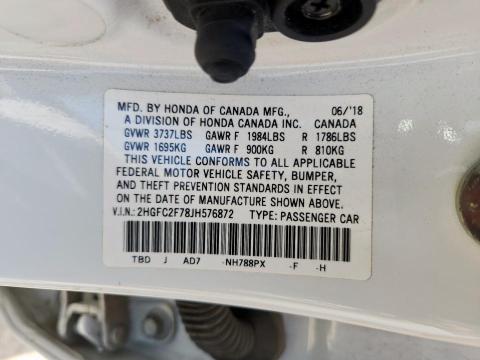 MFD. BY HONDA OF CANADA MFG., 06/'18
A DIVISION OF HONDA CANADA INC. CANADA
GVWR 3737LBS GAWR F 1984LBS R 1786LBS
GVWR 1695KG GAWR F 900KG R 810KG
THIS VEHICLE CONFORMS TO ALL APPLICABLE
FEDERAL MOTOR VEHICLE SAFETY, BUMPER,
AND THEFT PREVENTION STANDARDS IN EFFECT
ON THE DATE OF MANUFACTURE SHOWN ABOVE.
V.I.N.: 2HGFC2F78JH576872 TYPE: PASSENGER CAR
TBD J AD7 -NH788PX -F -H